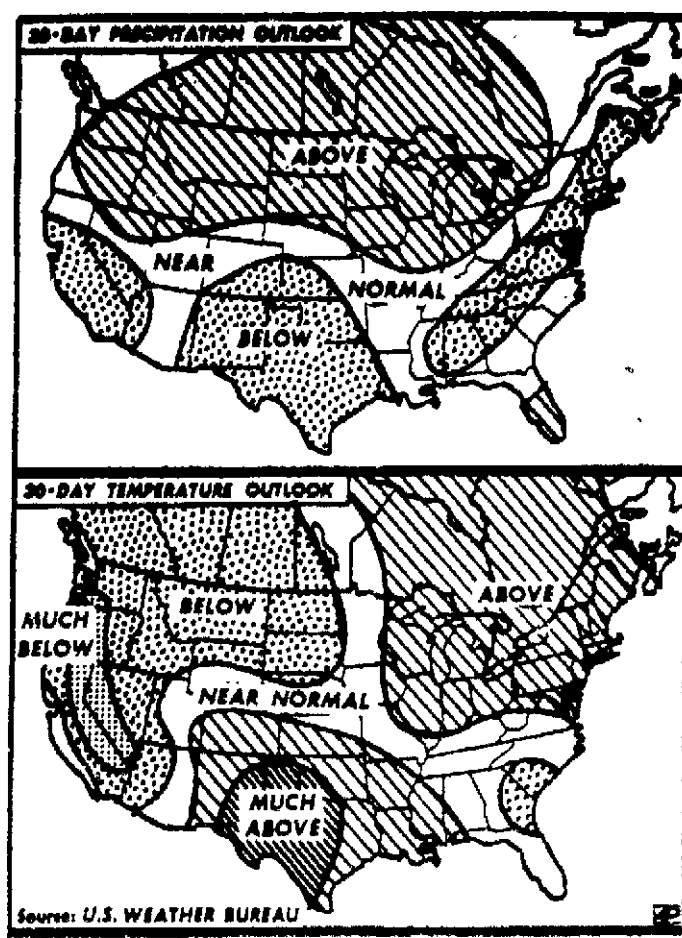 30-DAY PRECIPITATION OUTLOOK
ABOVE
NEAR
NORMAL
BELOW
30-DAY TEMPERATURE OUTLOOK
BELOW
ABOVE
MUCH
BELOW
NEAR NORMAL
MUCH
ABOVE
Source: U.S. WEATHER BUREAU